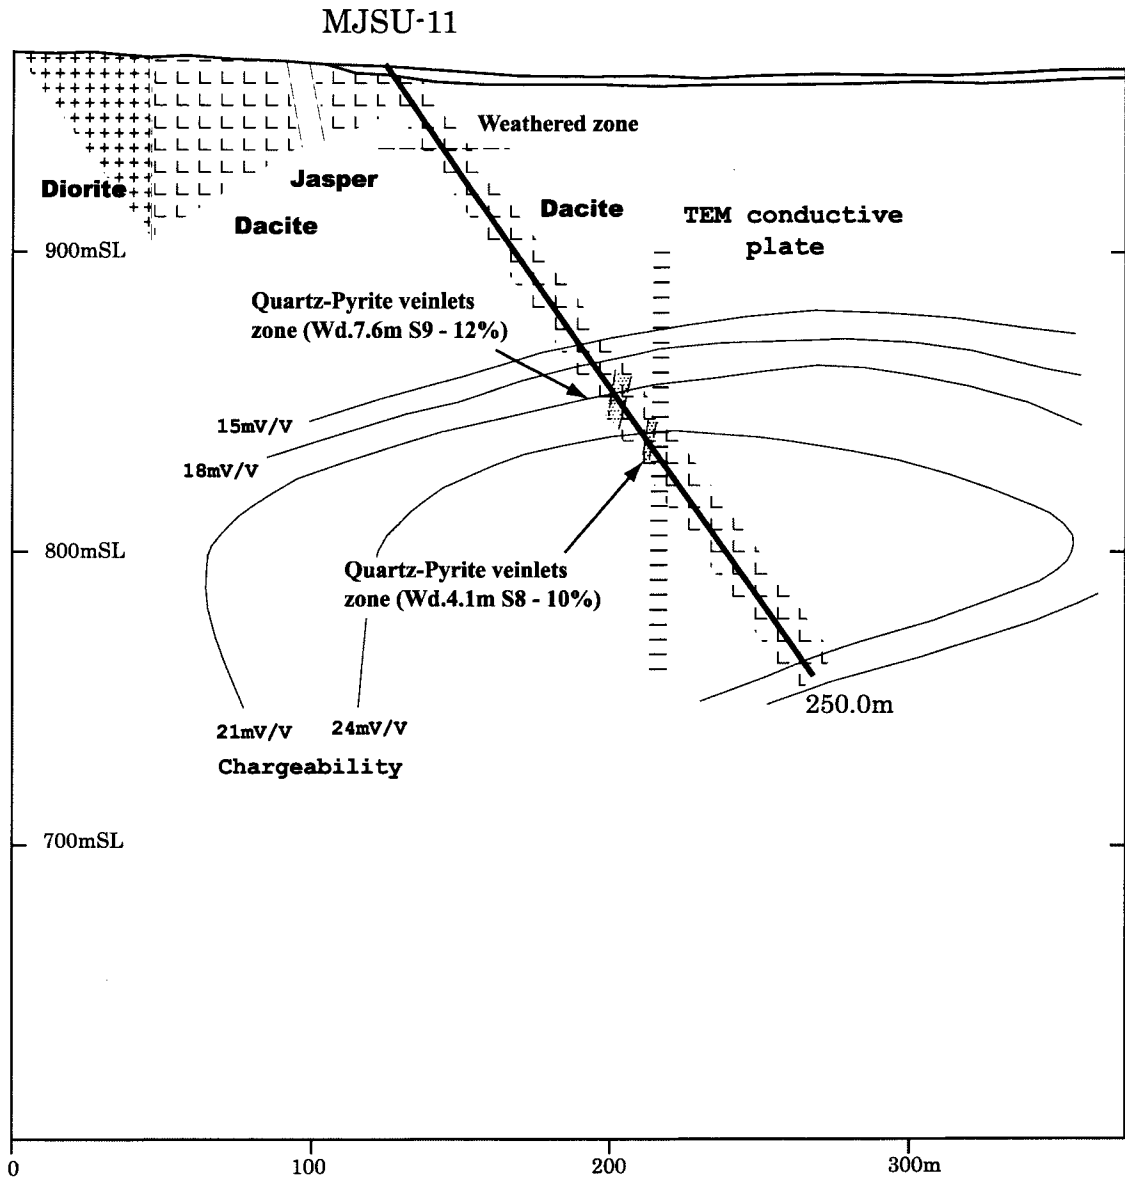 MJSU-11
Weathered zone
Diorite
Jasper
Dacite
Dacite
TEM conductive
plate
900mSL
Quartz-Pyrite veinlets
zone (Wd.7.6m S9 - 12%)
15mV/V
18mV/V
800mSL
Quartz-Pyrite veinlets
zone (Wd.4.1m S8 - 10%)
250.0m
21mV/V
24mV/V
Chargeability
700mSL
0
100
200
300m